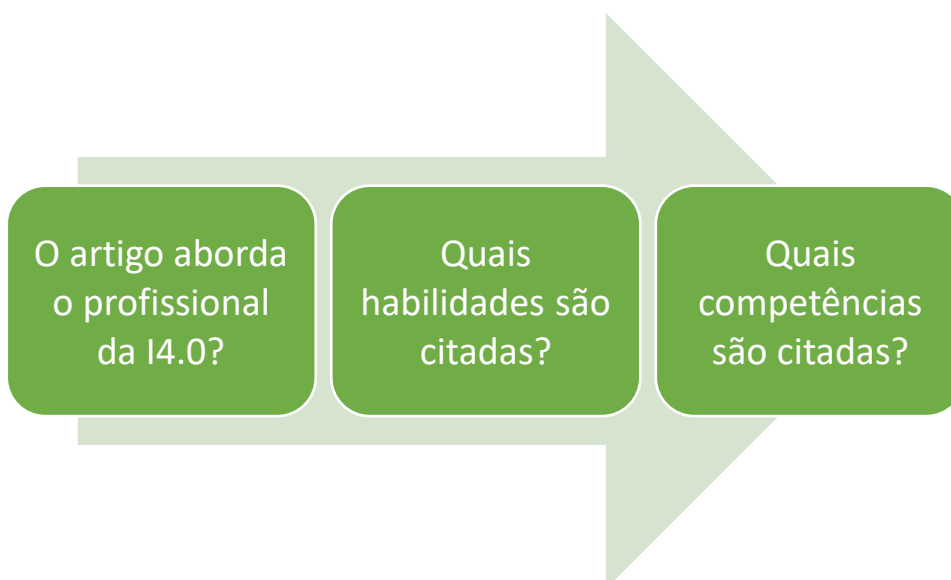 O artigo aborda
o profissional
da I4.0?
Quais
habilidades são
citadas?
Quais
competências
são citadas?